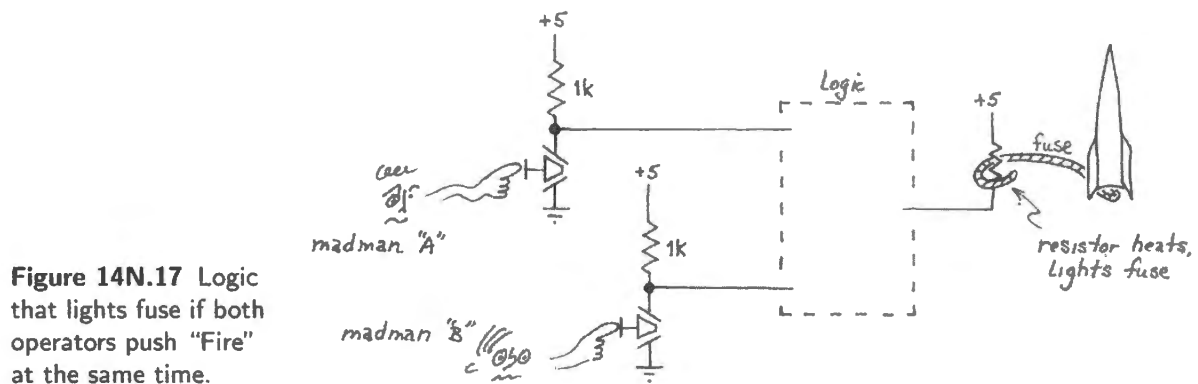 +5
1k
madman "A"
+5
1k
madman "B"
Logic
+5
fuse
resistor heats,
lights fuse
Figure 14N.17 Logic
that lights fuse if both
operators push "Fire"
at the same time.